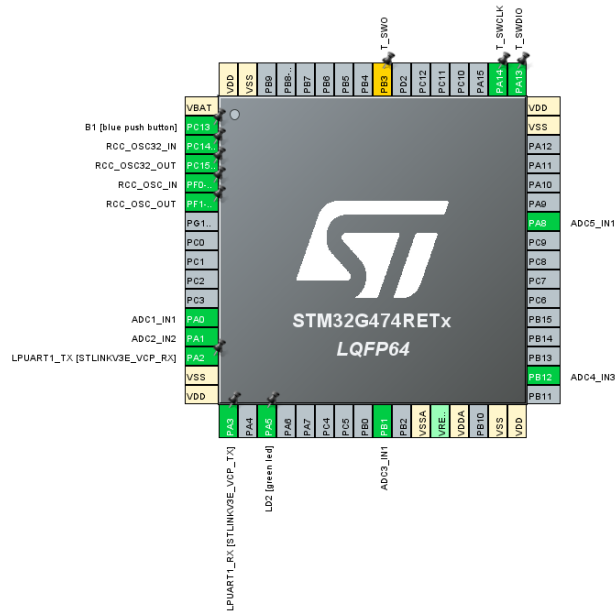 T_SWO
T_SWCLK
T_SWDIO
VDD
VSS
PB9
PB8-..
PB7
PB6
PB5
PB4
PB3
PD2
PC12
PC11
PC10
PA15
PA14
PA13
VBAT
B1 [blue push button] PC13
RCC_OSC32_IN PC14..
RCC_OSC32_OUT PC15..
RCC_OSC_IN PF0-..
RCC_OSC_OUT PF1-..
PG1..
PC0
PC1
PC2
PC3
ADC1_IN1 PA0
ADC2_IN2 PA1
LPUART1_TX [STLINKV3E_VCP_RX] PA2
VSS
VDD
ST
STM32G474RETx
LQFP64
VDD
VSS
PA12
PA11
PA10
PA9
PA8 ADC5_IN1
PC9
PC8
PC7
PC6
PB15
PB14
PB13
PB12 ADC4_IN3
PB11
PA3
PA4
PA5
PA6
PA7
PC4
PC5
PB0
PB1
PB2
VSSA
VRE..
VDDA
PB10
VSS
VDD
LPUART1_RX [STLINKV3E_VCP_TX]
LD2 [green led]
ADC3_IN1